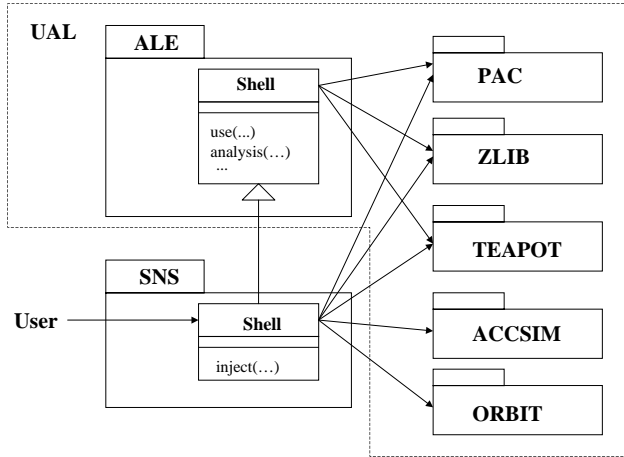 UAL
ALE
Shell
use(...)
analysis(…)
...
PAC
ZLIB
TEAPOT
SNS
User
Shell
inject(…)
ACCSIM
ORBIT